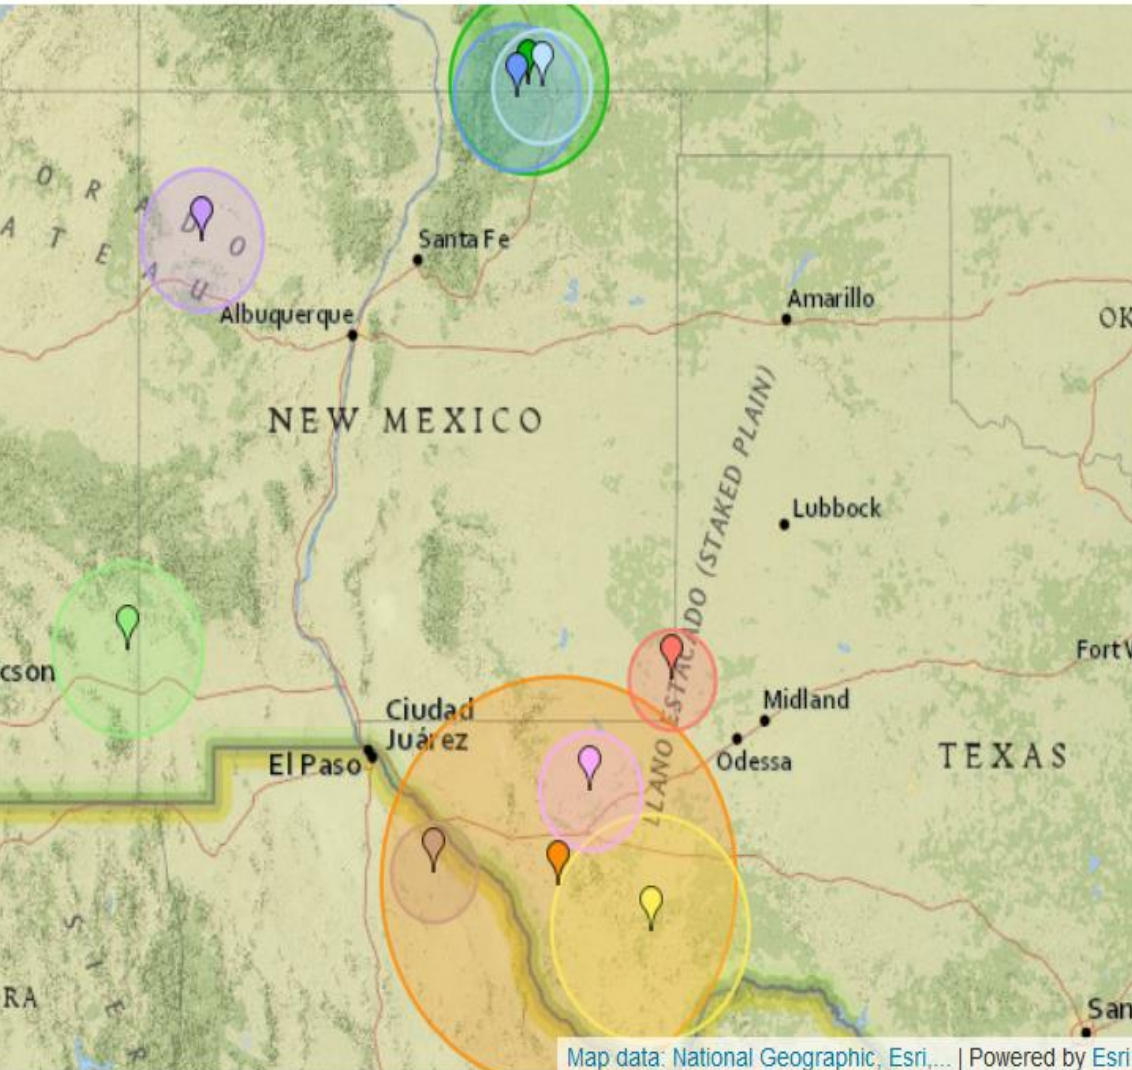 O R A D O
A T E A U
Santa Fe
Albuquerque
Amarillo
OK
NEW MEXICO
LLANO ESTACADO (STAKED PLAIN)
Lubbock
cson
Fort V
Ciudad
Juárez
Midland
El Paso
Odessa
TEXAS
S I E R
RA
San
Map data: National Geographic, Esri,... | Powered by Esri